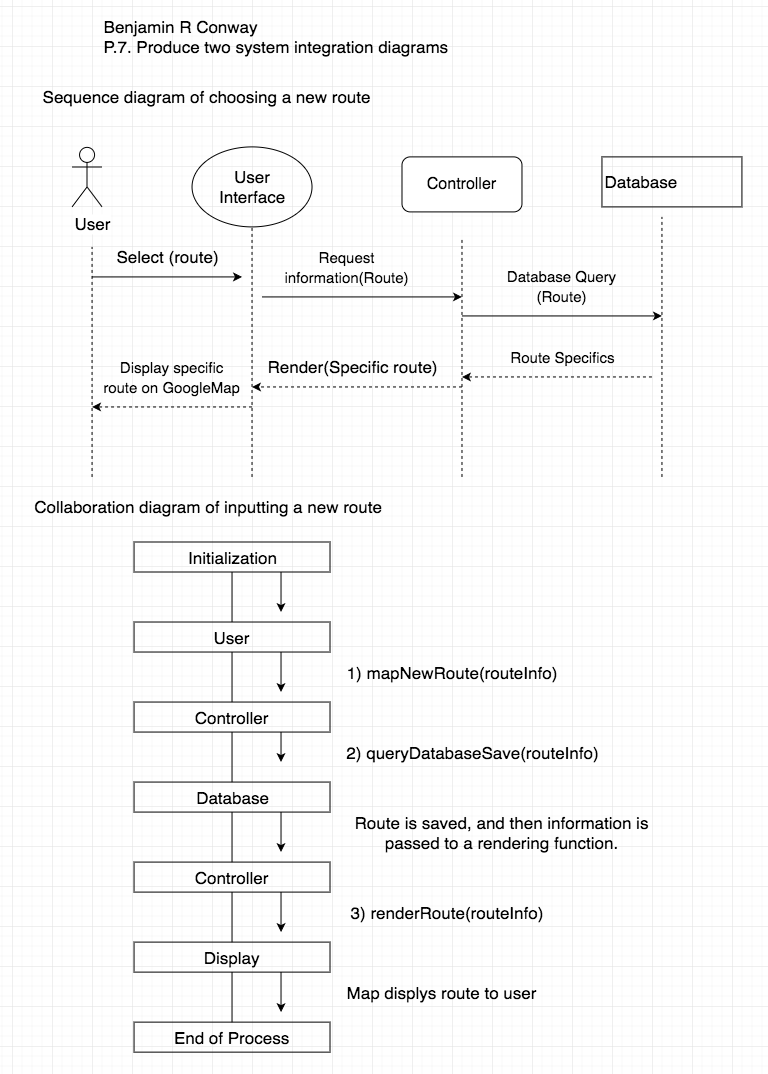 Benjamin R Conway
P.7. Produce two system integration diagrams
Sequence diagram of choosing a new route
User
Interface
Controller
Database
User
Select (route)
Request
information(Route)
Database Query
(Route)
Display specific
route on GoogleMap
Render(Specific route)
Route Specifics
Collaboration diagram of inputting a new route
Initialization
User
1) mapNewRoute(routeInfo)
Controller
2) queryDatabaseSave(routeInfo)
Database
Route is saved, and then information is
passed to a rendering function.
Controller
3) renderRoute(routeInfo)
Display
Map displys route to user
End of Process